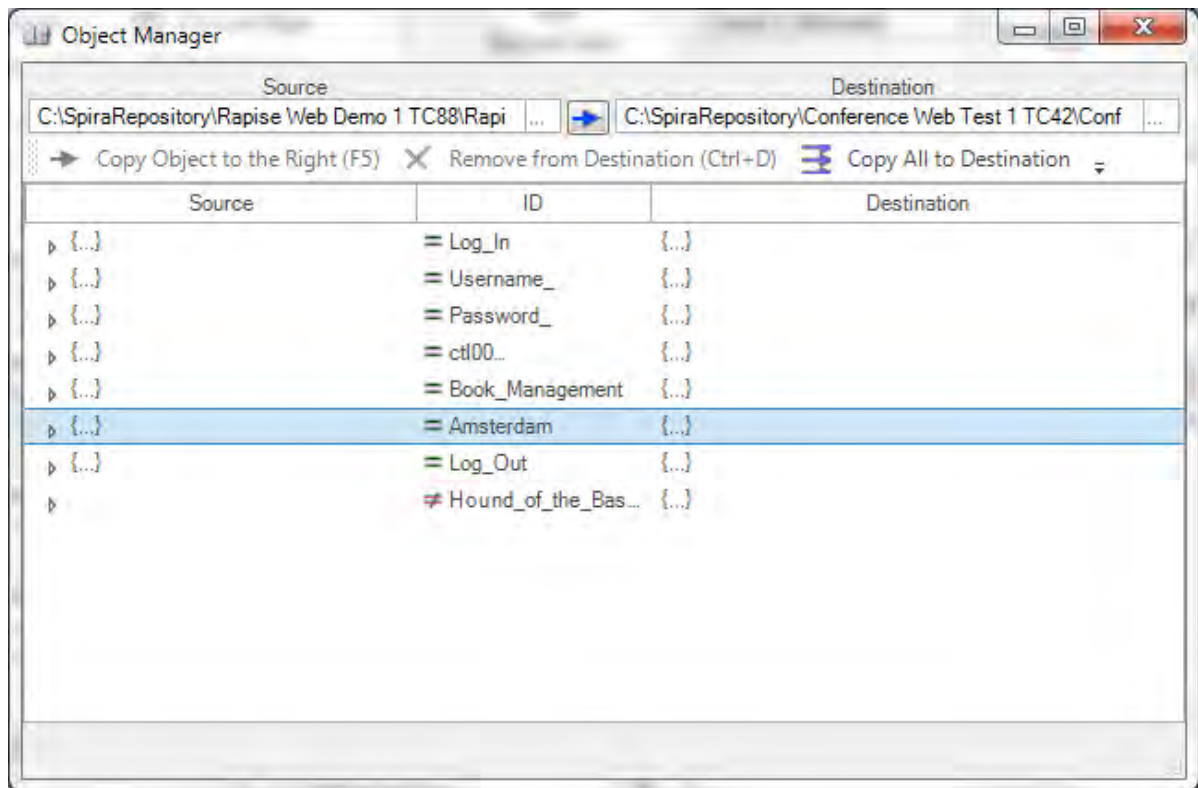 Object Manager
Source Destination
C:\SpiraRepository\Rapise Web Demo 1 TC88\Rapi ... C:\SpiraRepository\Conference Web Test 1 TC42\Conf ...
Copy Object to the Right (F5) Remove from Destination (Ctrl+D) Copy All to Destination
Source ID Destination
{...} = Log_In {...}
{...} = Username_ {...}
{...} = Password_ {...}
{...} = ctl00... {...}
{...} = Book_Management {...}
{...} = Amsterdam {...}
{...} = Log_Out {...}
≠ Hound_of_the_Bas... {...}